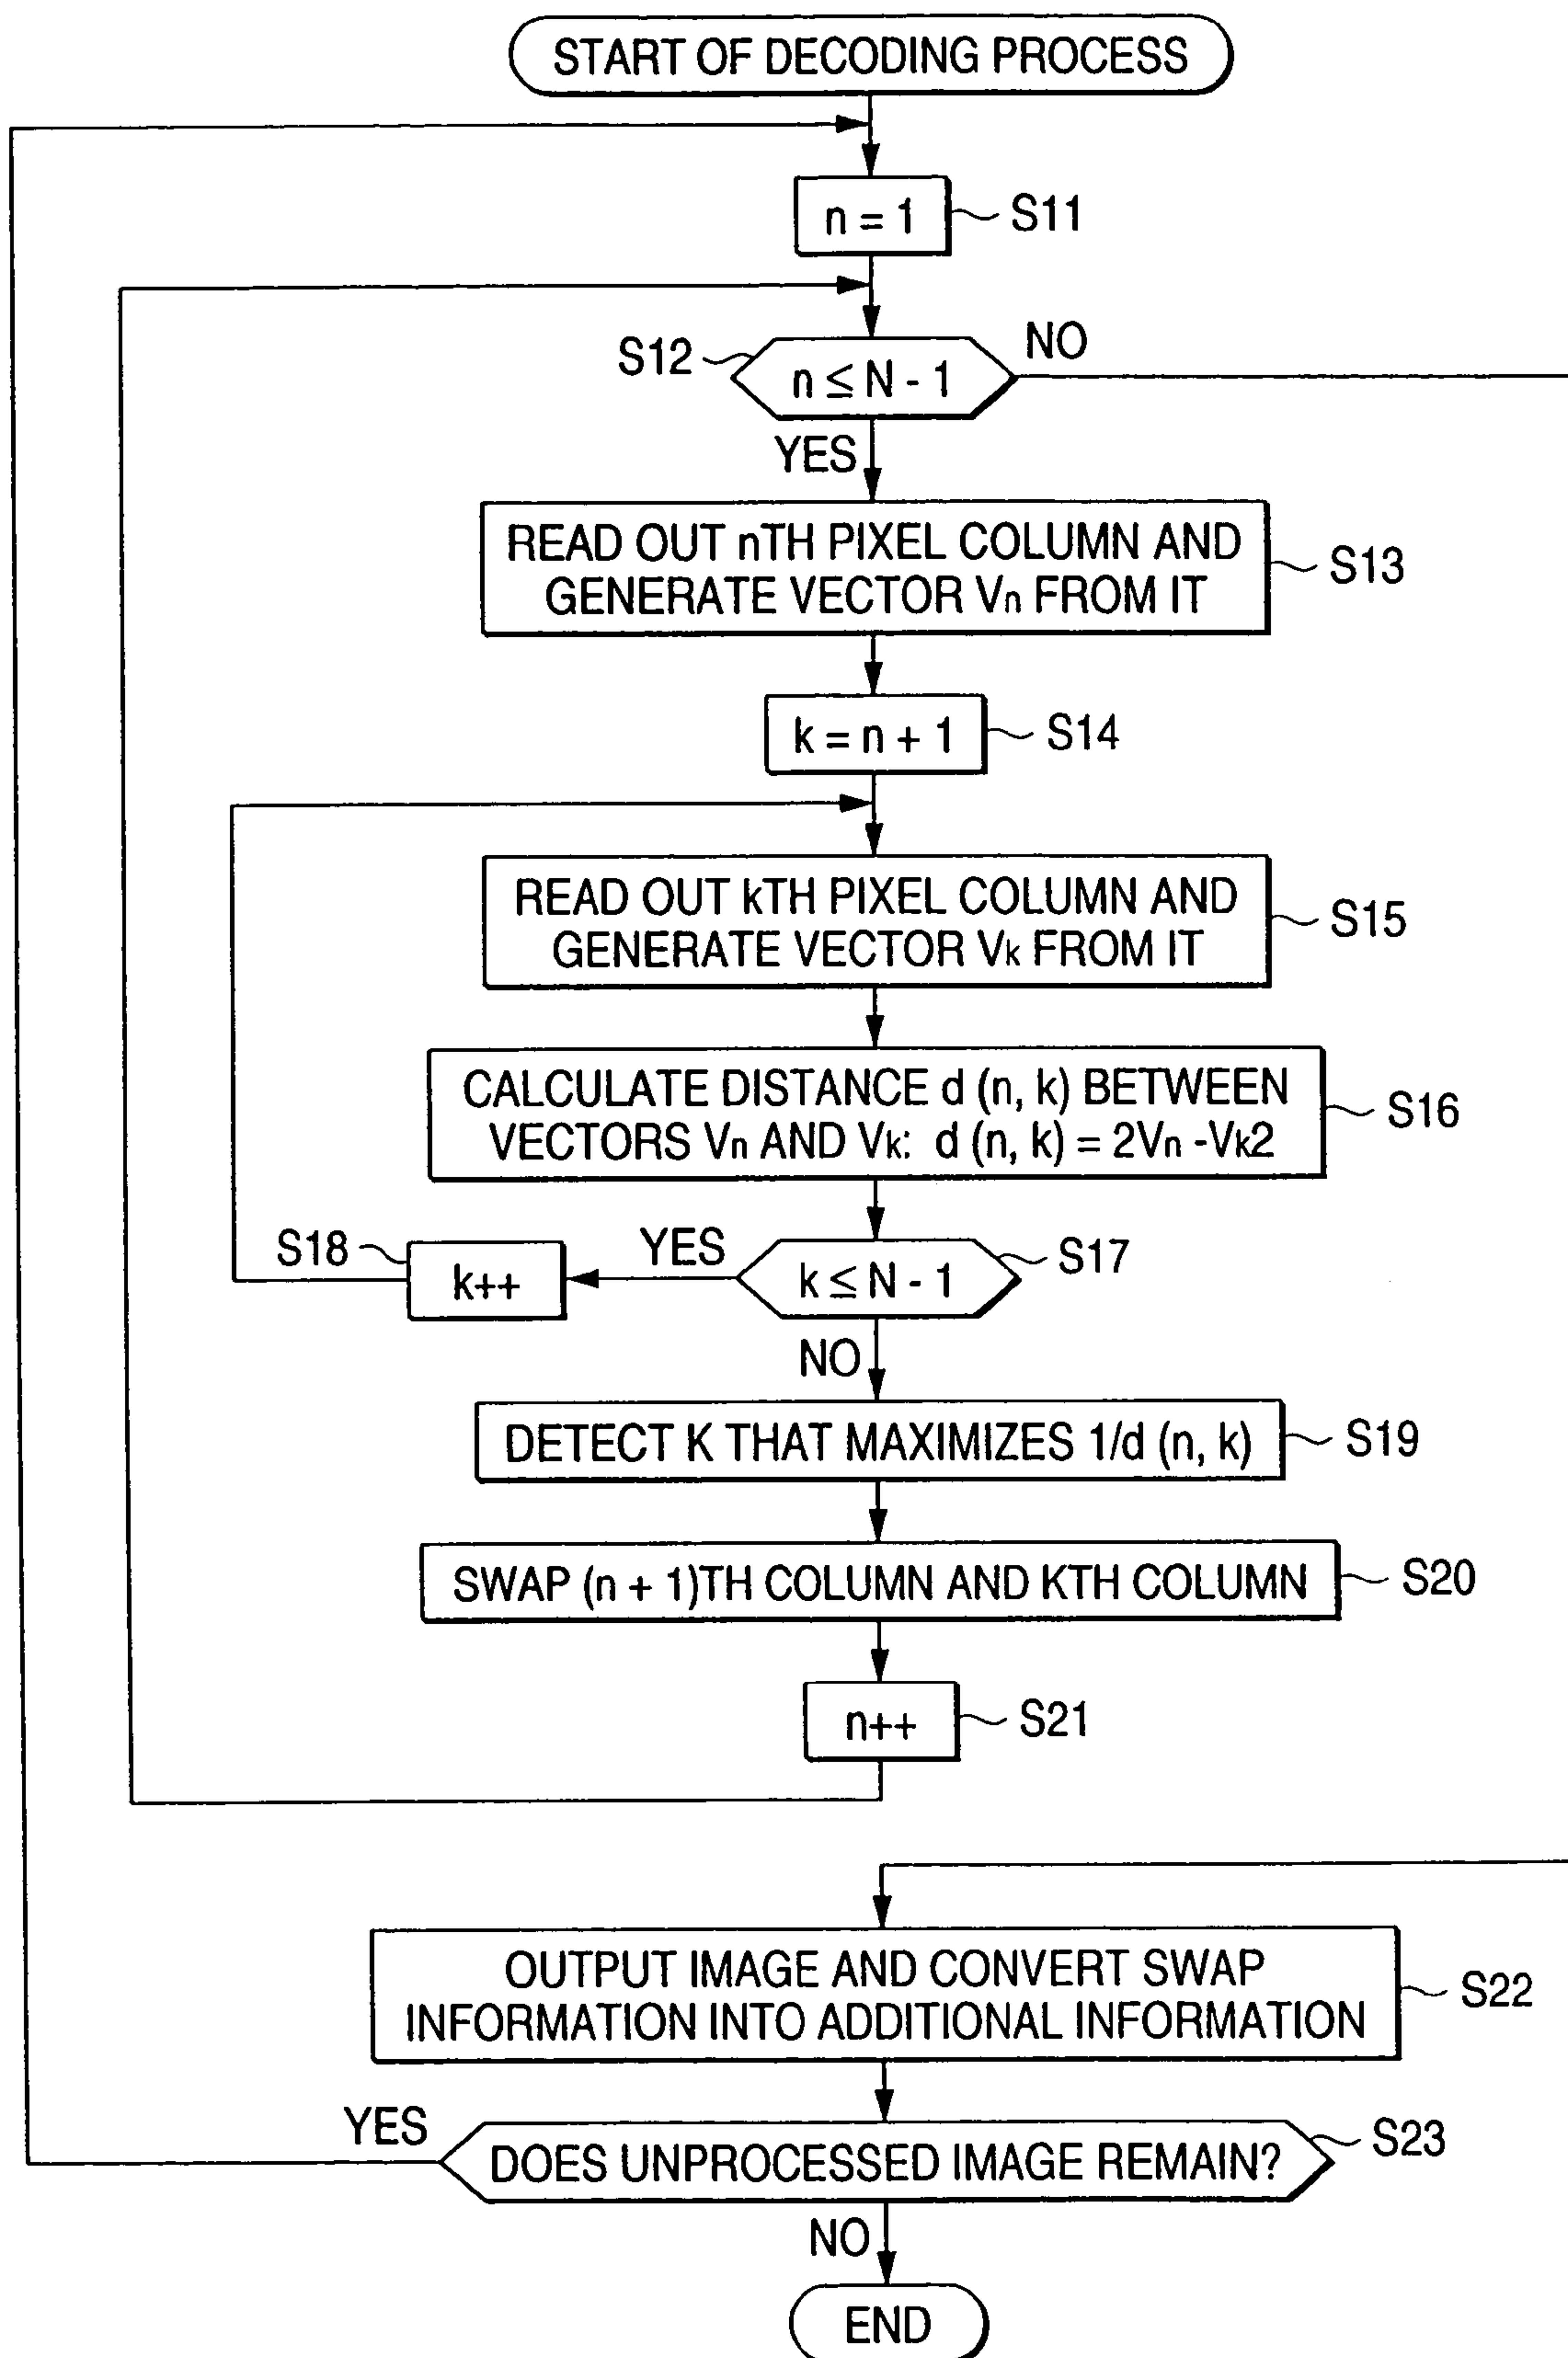 START OF DECODING PROCESS
n = 1
S11
S12
n ≤ N - 1
NO
YES
READ OUT nTH PIXEL COLUMN AND
GENERATE VECTOR Vn FROM IT
S13
k = n + 1
S14
READ OUT kTH PIXEL COLUMN AND
GENERATE VECTOR Vk FROM IT
S15
CALCULATE DISTANCE d (n, k) BETWEEN
VECTORS Vn AND Vk: d (n, k) = 2Vn -Vk2
S16
S18
k++
YES
k ≤ N - 1
S17
NO
DETECT K THAT MAXIMIZES 1/d (n, k)
S19
SWAP (n + 1)TH COLUMN AND KTH COLUMN
S20
n++
S21
OUTPUT IMAGE AND CONVERT SWAP
INFORMATION INTO ADDITIONAL INFORMATION
S22
YES
DOES UNPROCESSED IMAGE REMAIN?
S23
NO
END